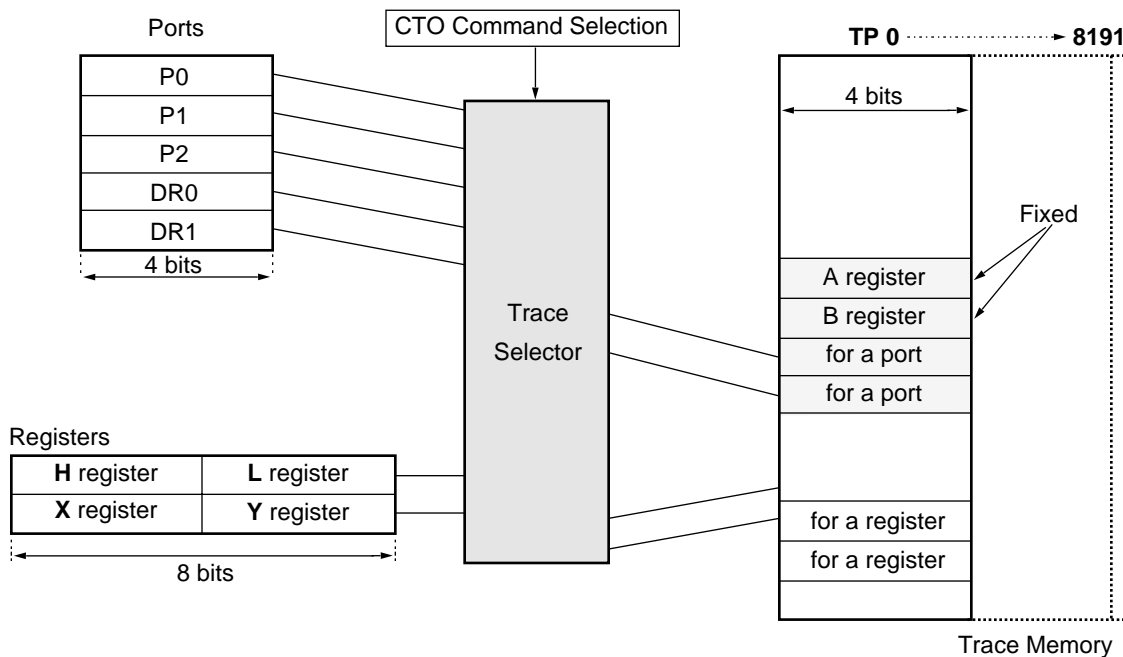 Ports
CTO Command Selection
TP 0
8191
P0
P1
P2
DR0
DR1
4 bits
4 bits
Fixed
A register
B register
for a port
for a port
Trace
Selector
Registers
H register
L register
X register
Y register
8 bits
for a register
for a register
Trace Memory